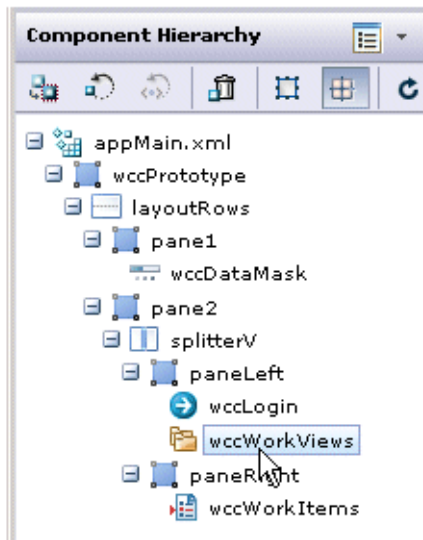 Component Hierarchy
appMain.xml
wccPrototype
layoutRows
pane1
wccDataMask
pane2
splitterV
paneLeft
wccLogin
wccWorkViews
paneRight
wccWorkItems